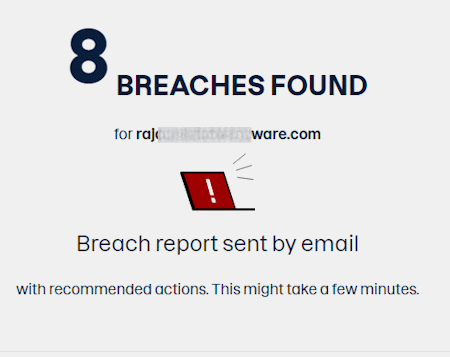 8 BREACHES FOUND
for raj ware.com
!
Breach report sent by email
with recommended actions. This might take a few minutes.